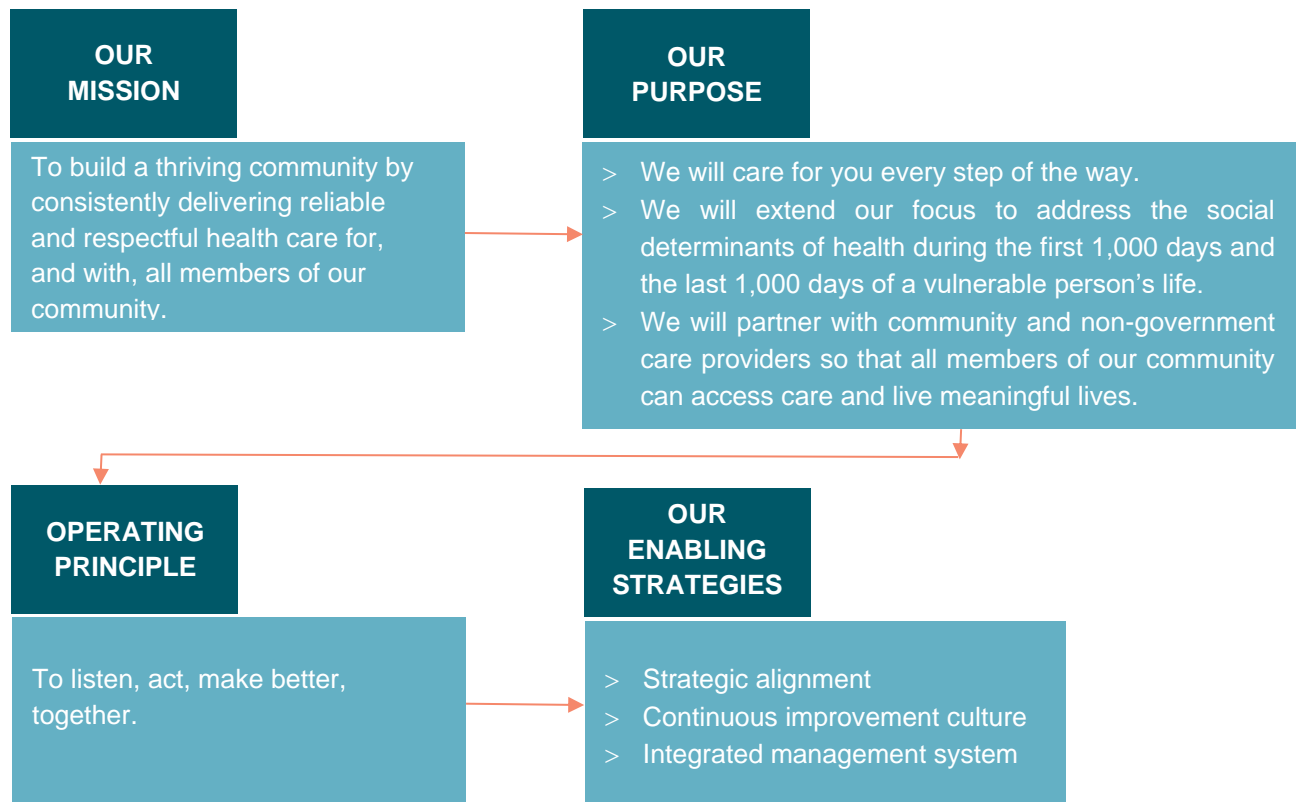 OUR
MISSION
To build a thriving community by
consistently delivering reliable
and respectful health care for,
and with, all members of our
community.
OUR
PURPOSE
> We will care for you every step of the way.
> We will extend our focus to address the social
determinants of health during the first 1,000 days and
the last 1,000 days of a vulnerable person’s life.
> We will partner with community and non-government
care providers so that all members of our community
can access care and live meaningful lives.
OPERATING
PRINCIPLE
To listen, act, make better,
together.
OUR
ENABLING
STRATEGIES
> Strategic alignment
> Continuous improvement culture
> Integrated management system